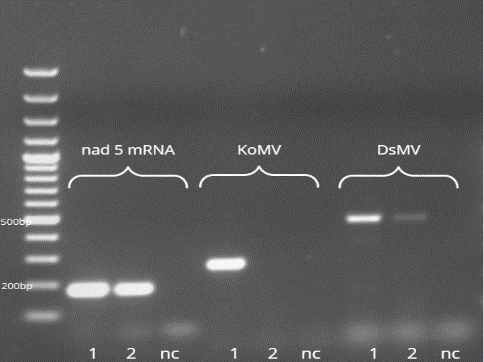 nad 5 mRNA KoMV DsMV
500bp
200bp
1 2 nc 1 2 nc 1 2 nc